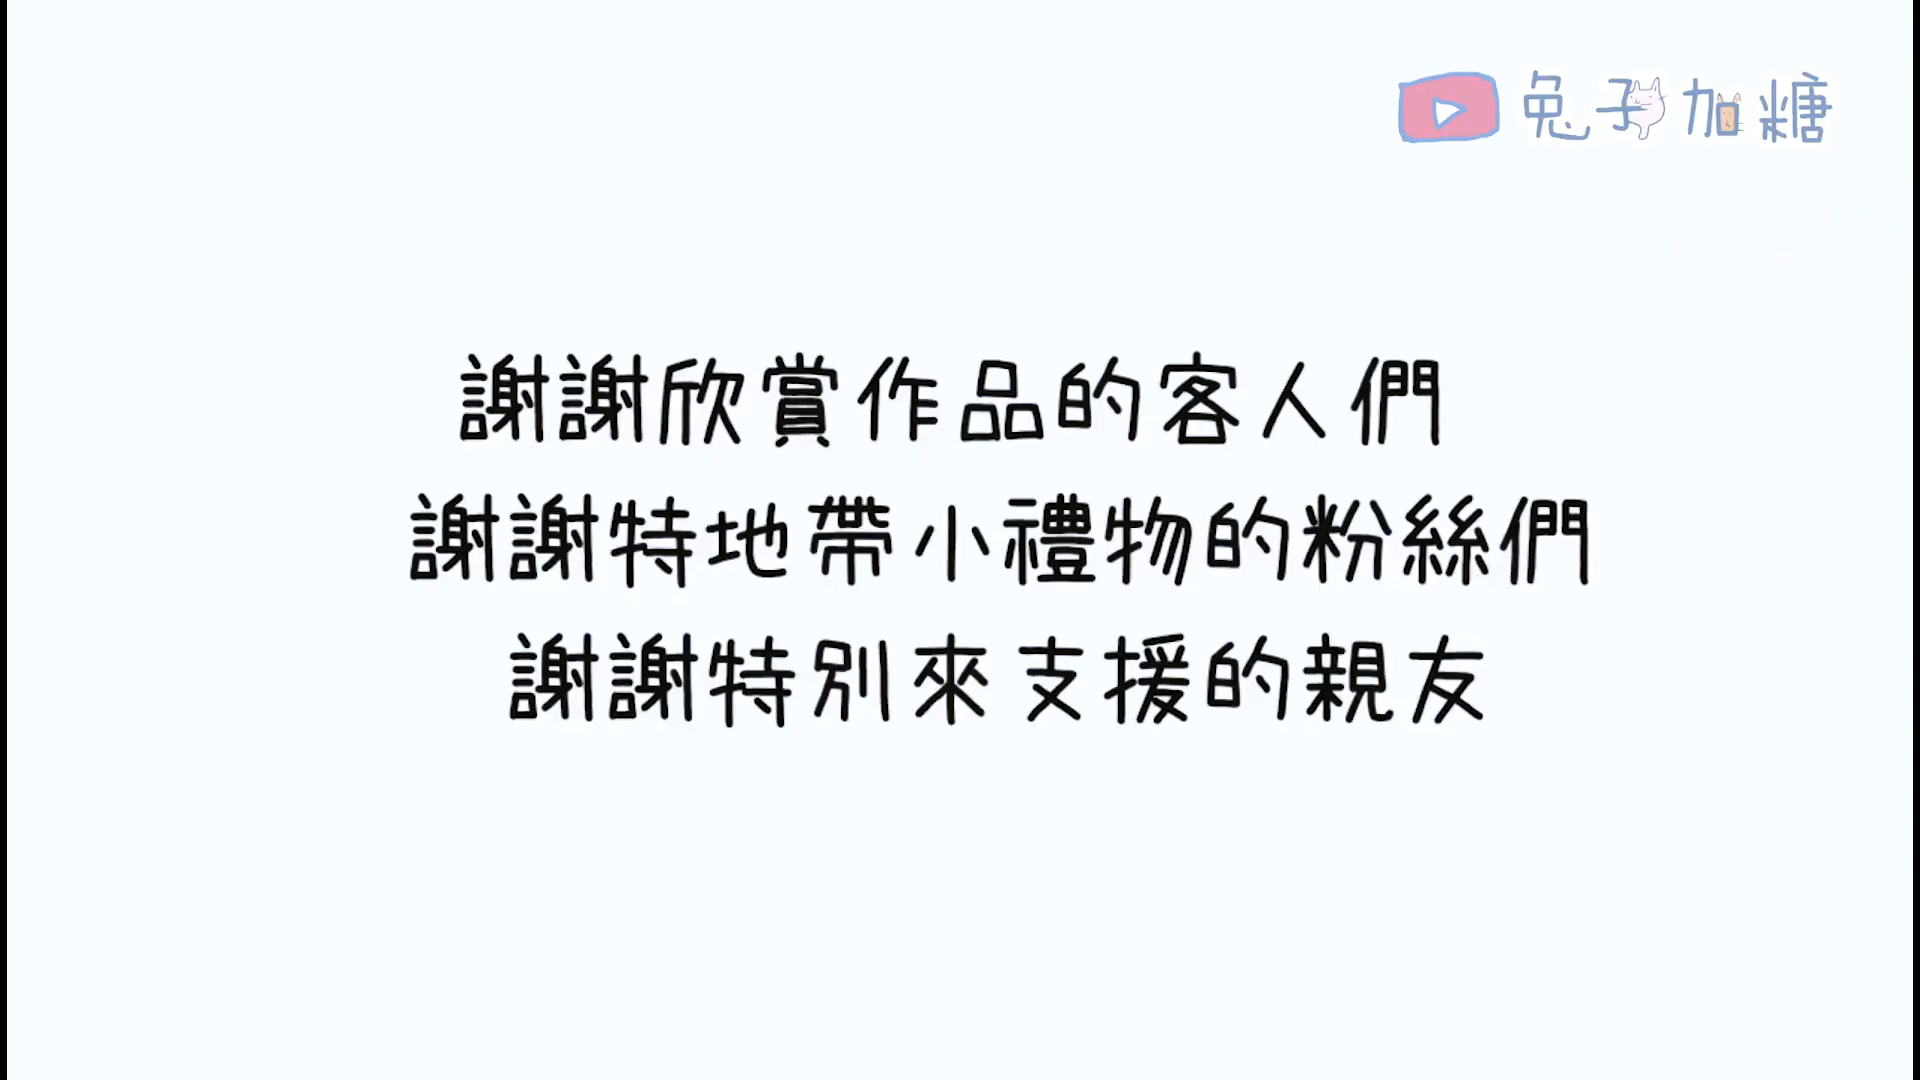 兔子加糖
謝謝欣賞作品的客人們
謝謝特地帶小禮物的粉絲們
謝謝特別來支援的親友